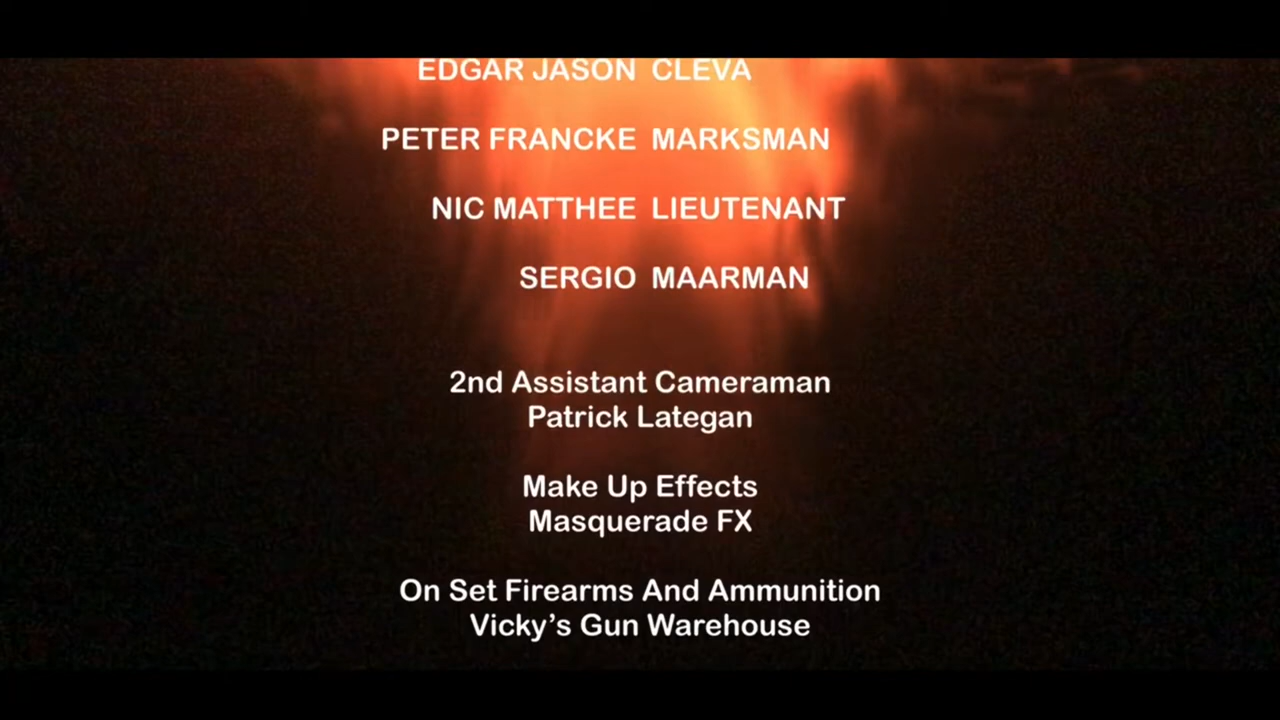 EDGAR JASON CLEVA
PETER FRANCKE MARKSMAN
NIC MATTHEE LIEUTENANT
SERGIO MAARMAN
2nd Assistant Cameraman
Patrick Lategan
Make Up Effects
Masquerade FX
On Set Firearms And Ammunition
Vicky’s Gun Warehouse